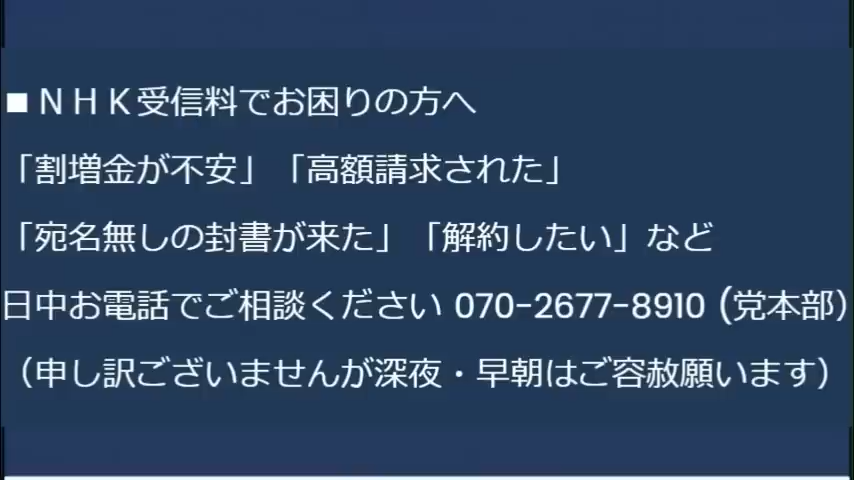 ■ＮＨＫ受信料でお困りの方へ
「割増金が不安」「高額請求された」
「宛名無しの封書が来た」「解約したい」など
日中お電話でご相談ください 070-2677-8910 (党本部)
（申し訳ございませんが深夜・早朝はご容赦願います）